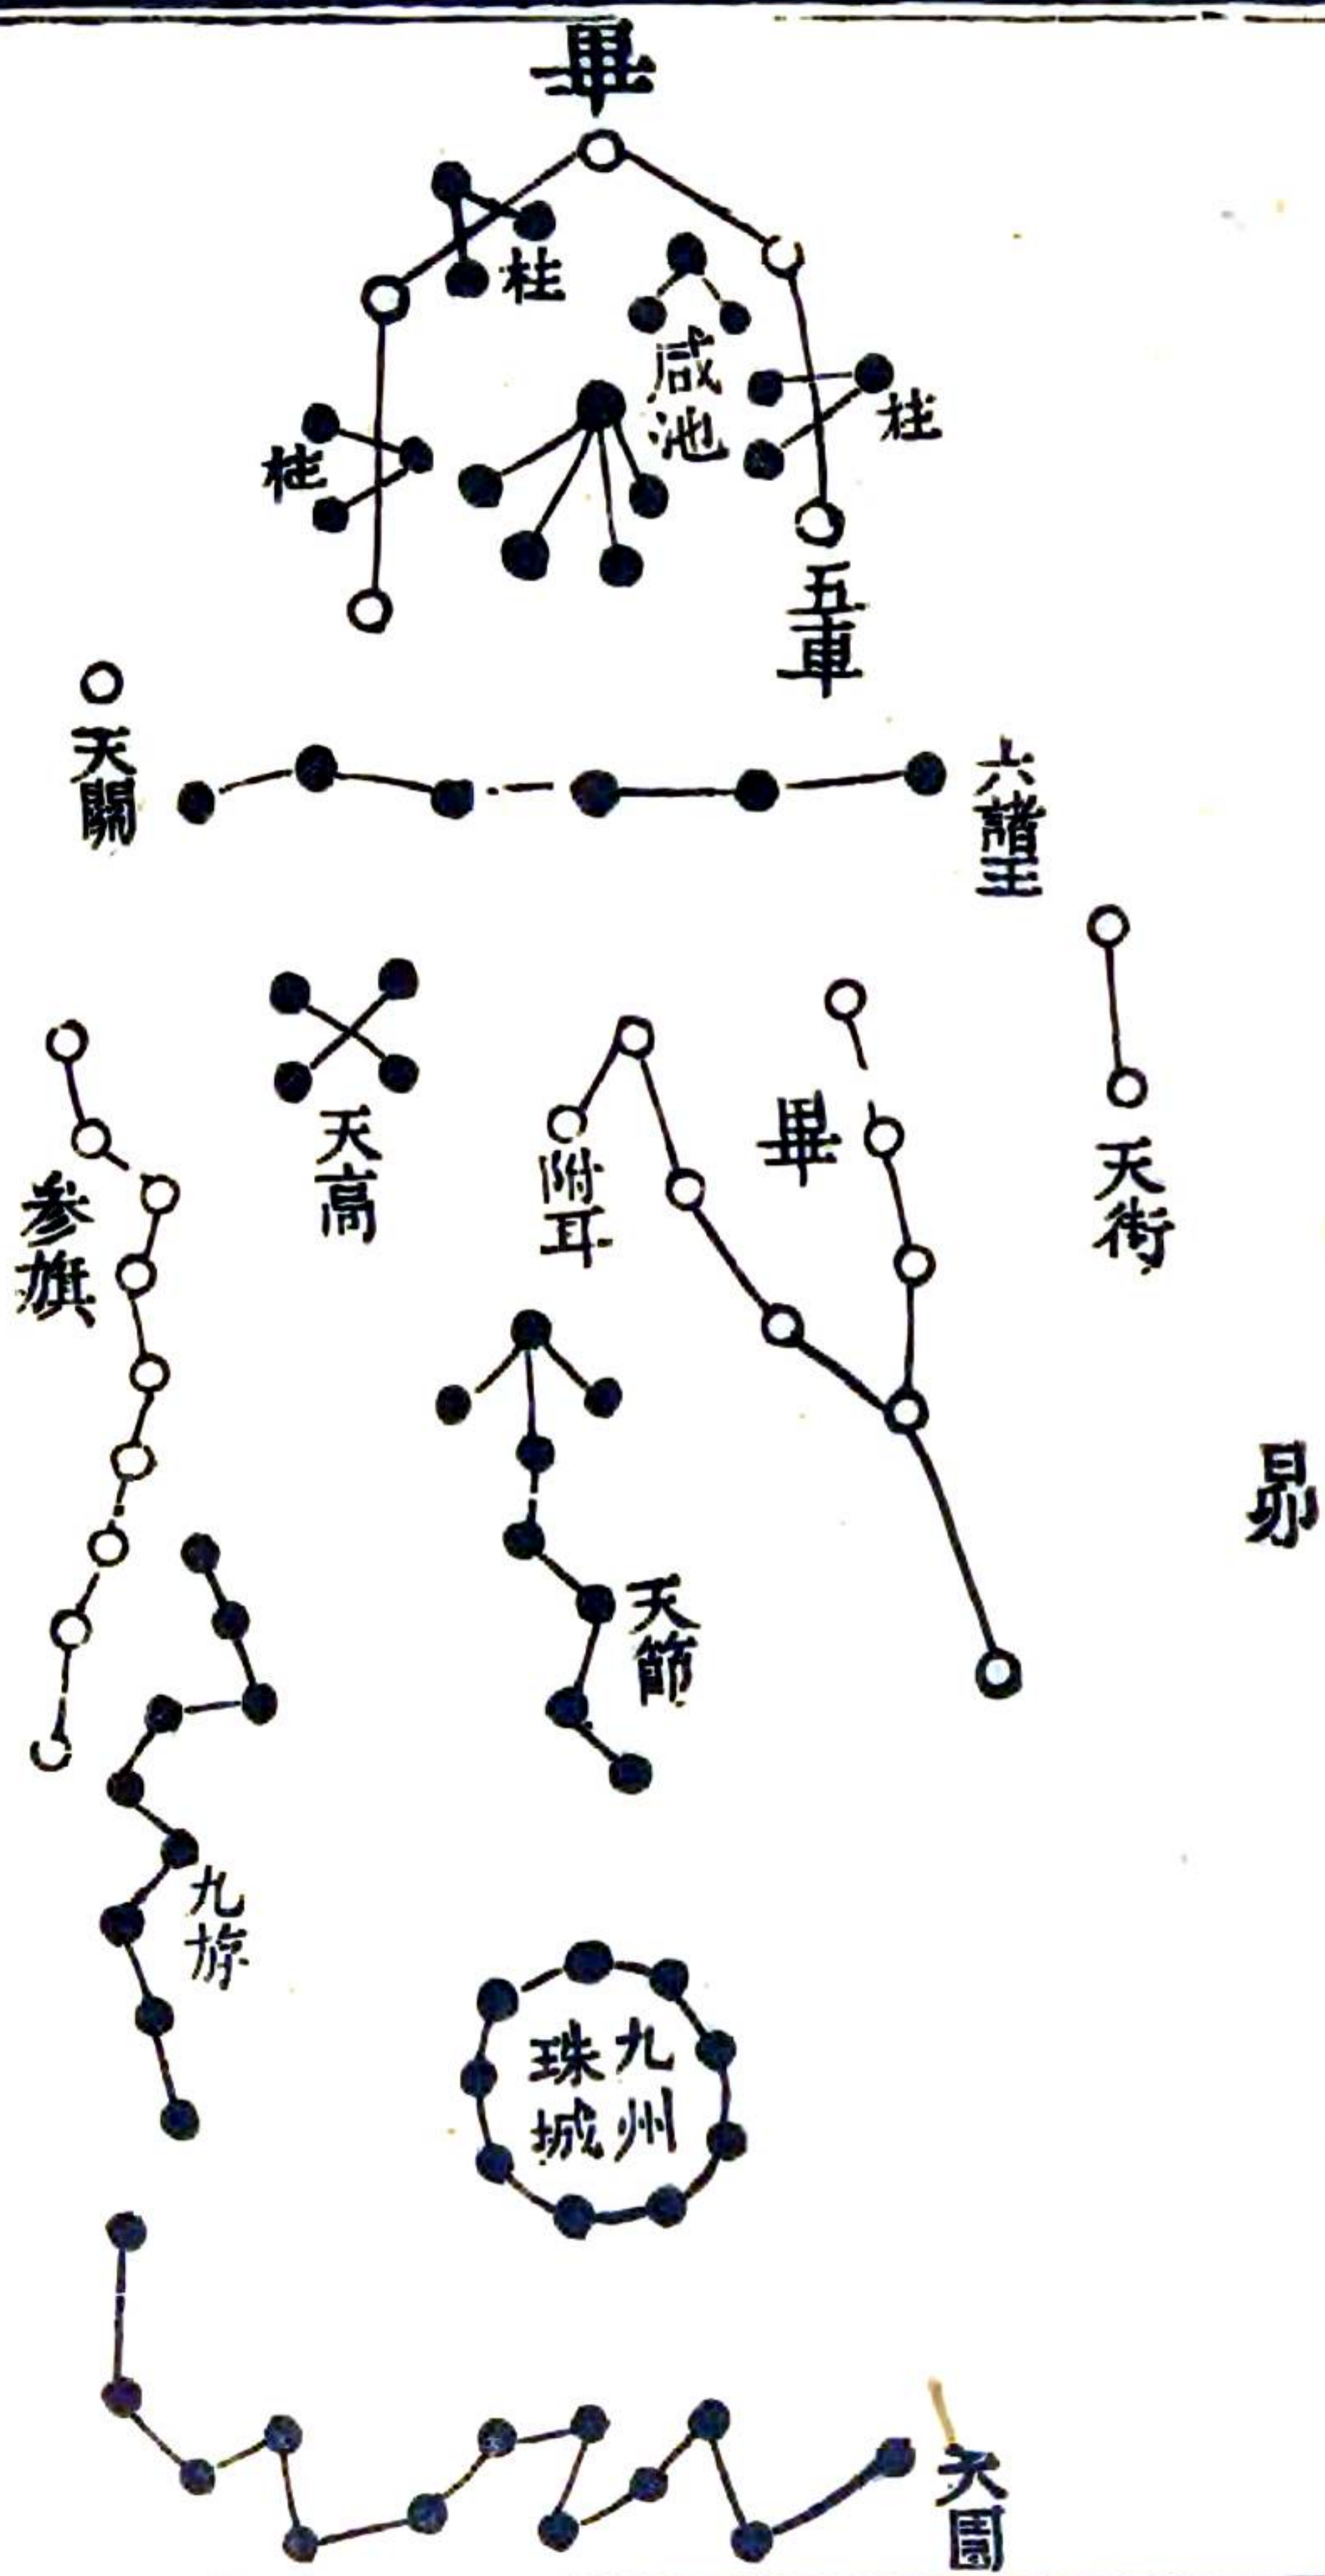 畢
柱
咸池
柱
柱
五車
天關
六諸王
天街
畢
附耳
天高
參旗
昴
天節
九斿
九州
珠城
天園